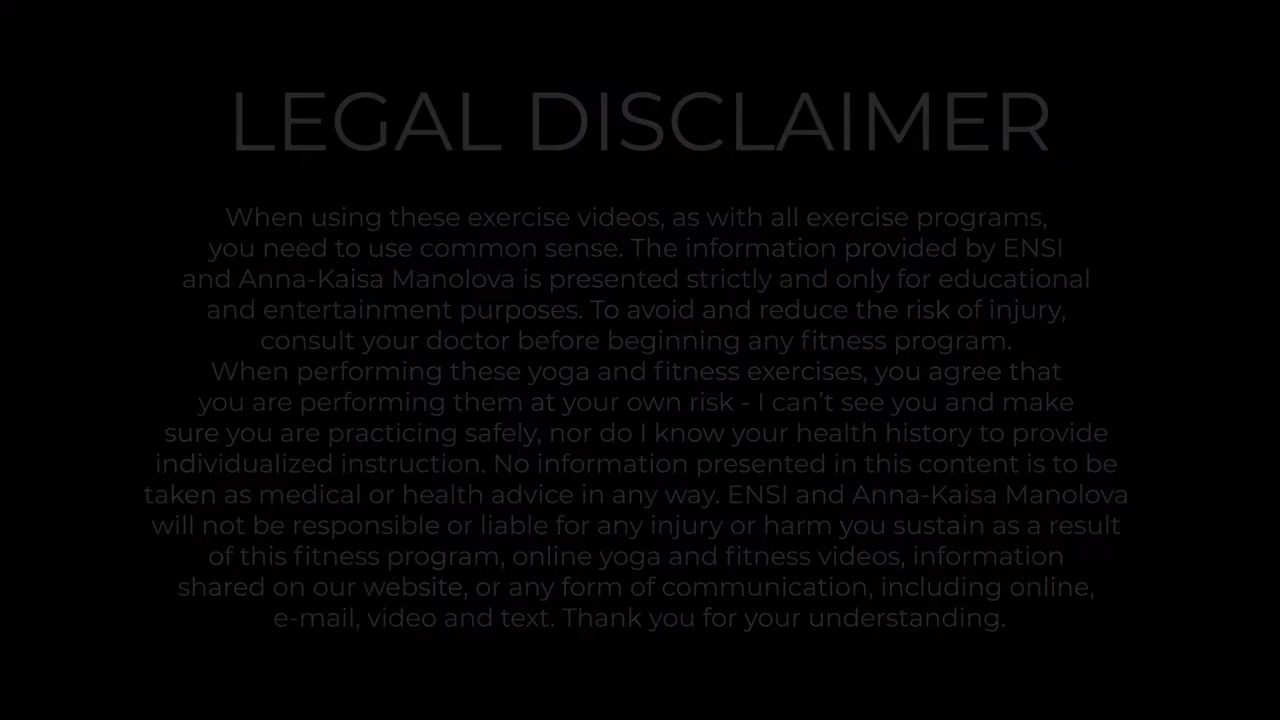 LEGAL DISCLAIMER
When using these exercise videos, as with all exercise programs,
you need to use common sense. The information provided by ENSI
and Anna-Kaisa Manolova is presented strictly and only for educational
and entertainment purposes. To avoid and reduce the risk of injury,
consult your doctor before beginning any fitness program.
When performing these yoga and fitness exercises, you agree that
you are performing them at your own risk - I can’t see you and make
sure you are practicing safely, nor do I know your health history to provide
individualized instruction. No information presented in this content is to be
taken as medical or health advice in any way. ENSI and Anna-Kaisa Manolova
will not be responsible or liable for any injury or harm you sustain as a result
of this fitness program, online yoga and fitness videos, information
shared on our website, or any form of communication, including online,
e-mail, video and text. Thank you for your understanding.